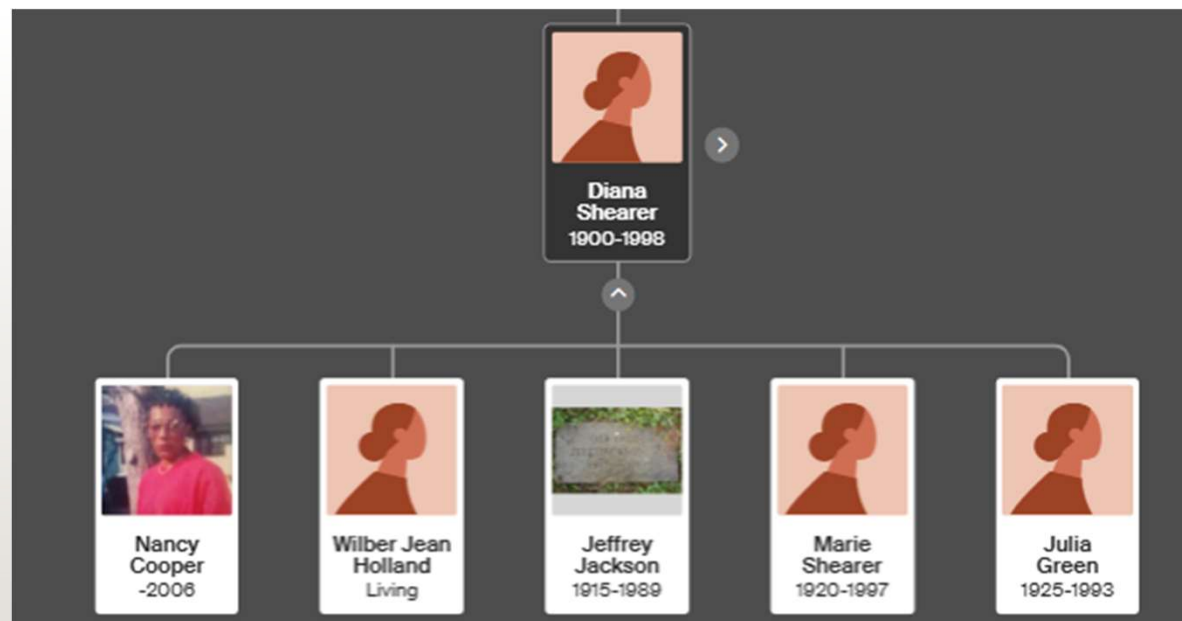 Diana
Shearer
1900-1998
Nancy
Cooper
-2006
Wilber Jean
Holland
Living
Jeffrey
Jackson
1915-1989
Marie
Shearer
1920-1997
Julia
Green
1925-1993